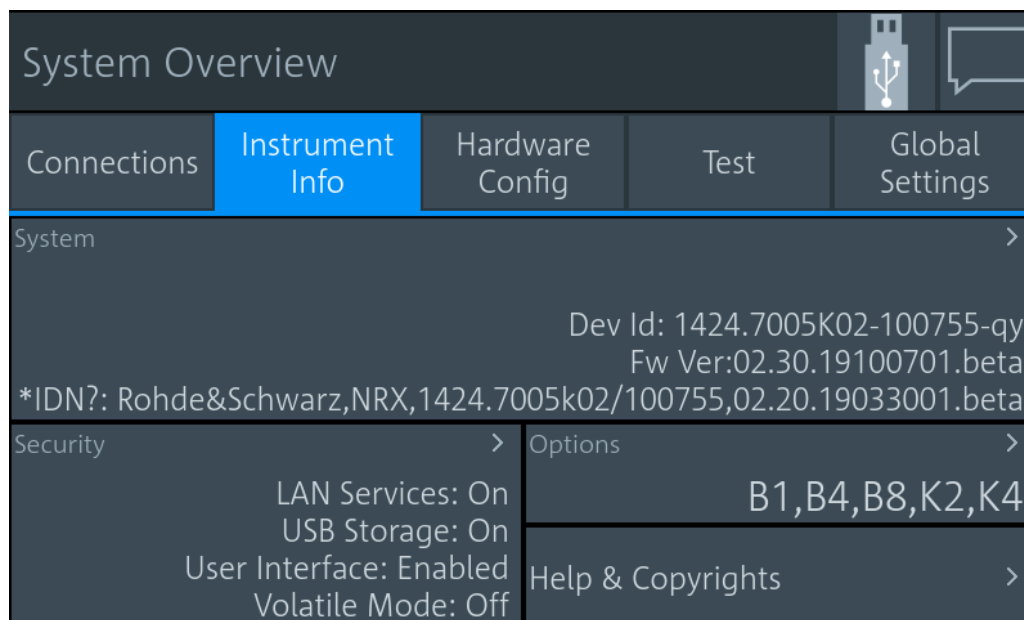 System Overview
Connections
Instrument
Info
Hardware
Config
Test
Global
Settings
System
Dev Id: 1424.7005K02-100755-qy
Fw Ver:02.30.19100701.beta
*IDN?: Rohde&Schwarz,NRX,1424.7005k02/100755,02.20.19033001.beta
Security
LAN Services: On
USB Storage: On
User Interface: Enabled
Volatile Mode: Off
Options
B1,B4,B8,K2,K4
Help & Copyrights